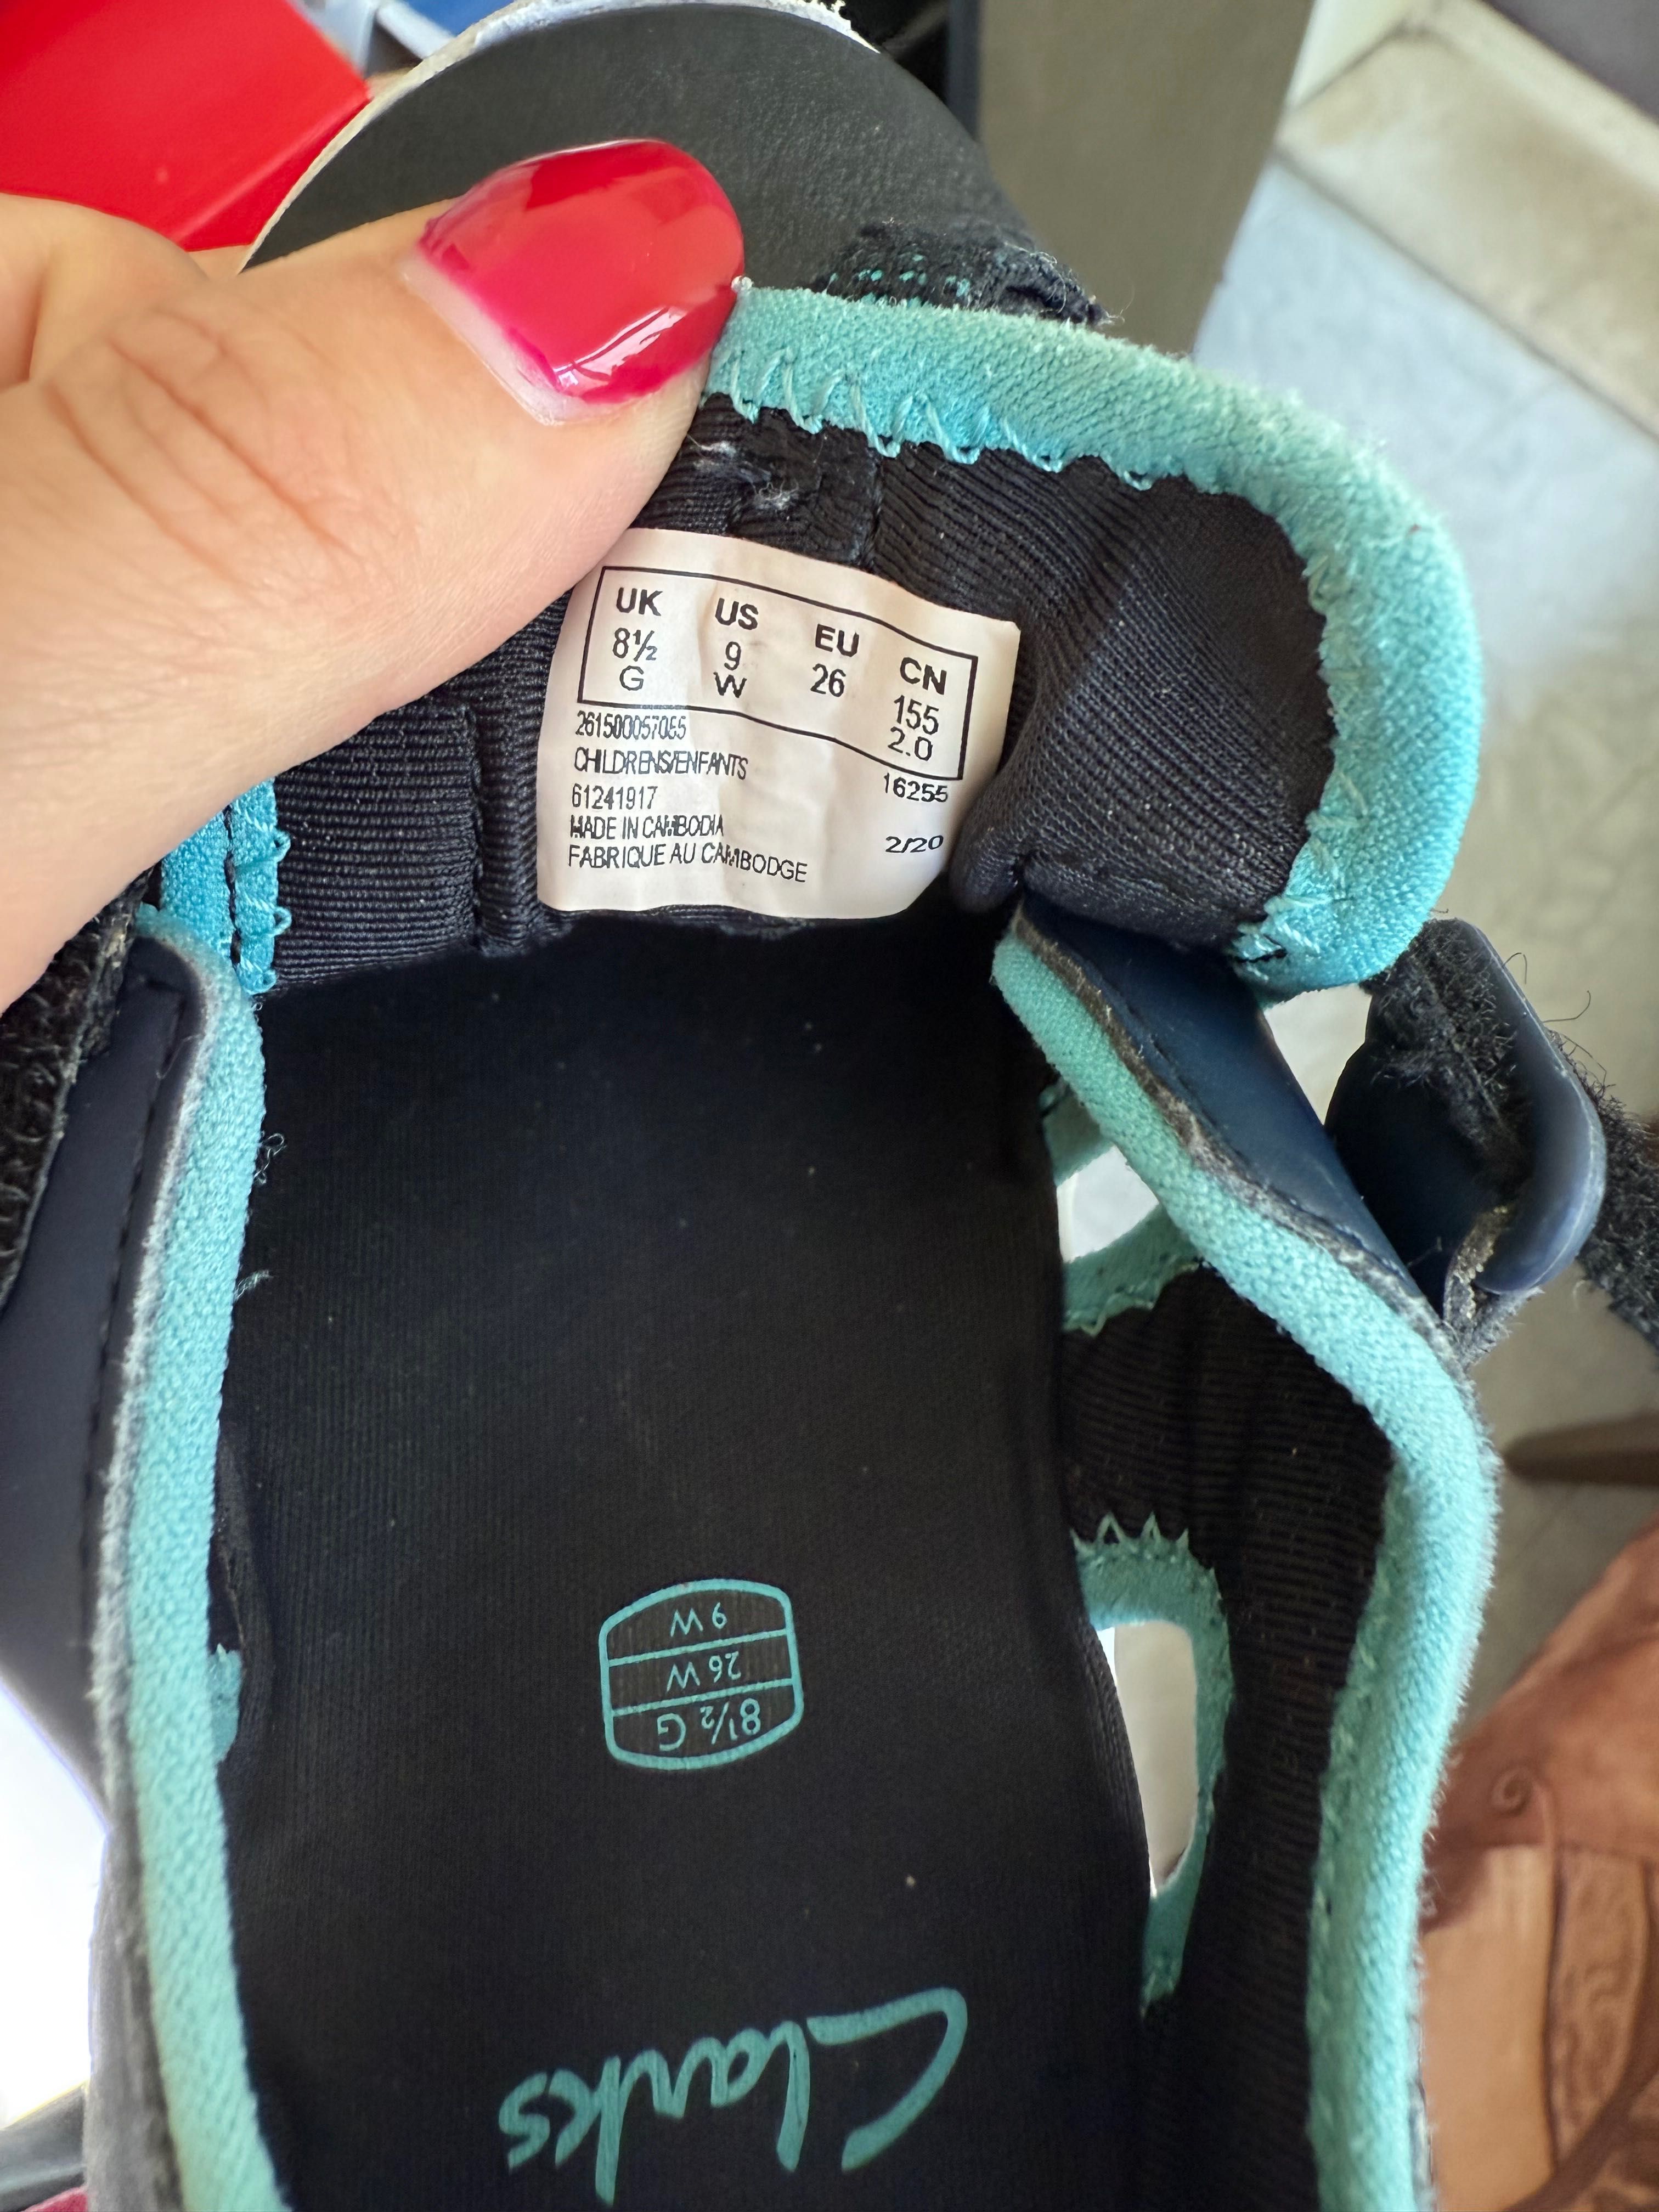 UK US EU CN
8½ 9 26 155
G W 2.0
261500057055
CHILDRENS/ENFANTS 16255
61241917
MADE IN CAMBODIA 2/20
FABRIQUE AU CAMBODGE
9 W
26 W
8½ G
Clarks